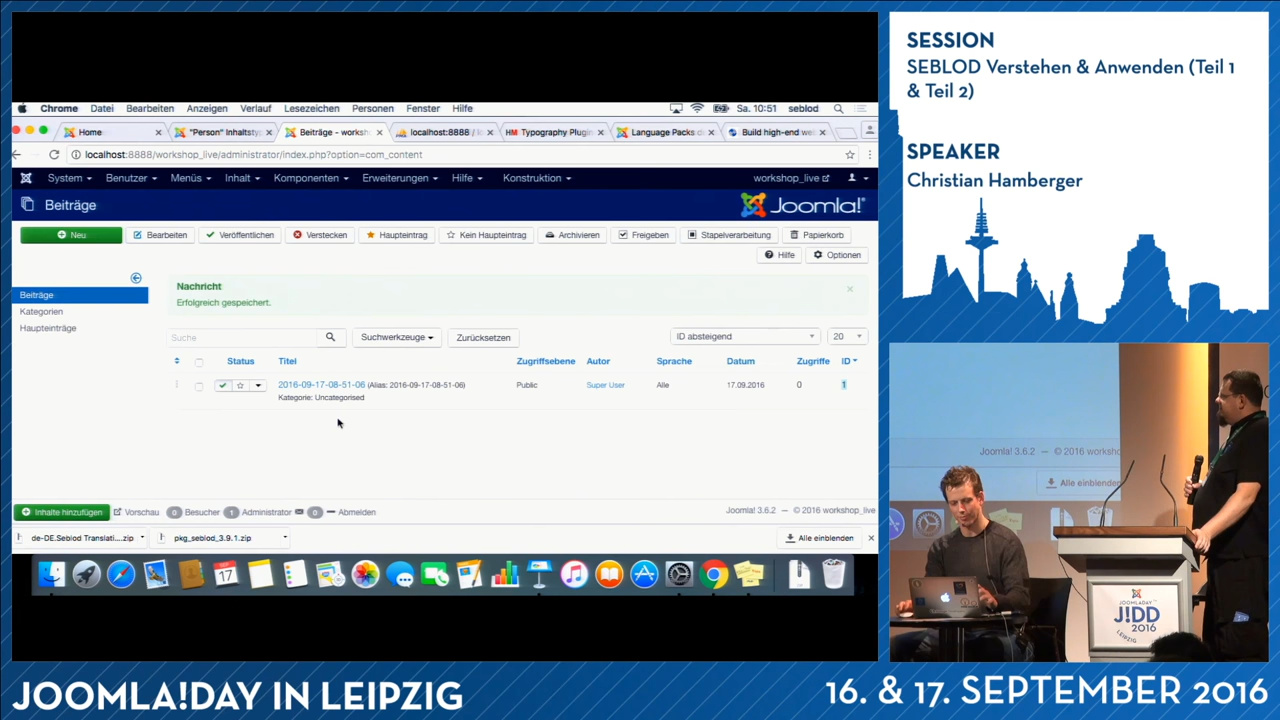 SESSION
SEBLOD Verstehen & Anwenden (Teil 1
& Teil 2)
SPEAKER
Christian Hamberger
Chrome Datei Bearbeiten Anzeigen Verlauf Lesezeichen Personen Fenster Hilfe
Sa. 10:51 seblod
Home
"Person" Inhaltsty
Beiträge – worksh
localhost:8888 / l
HM Typography Plugin
Language Packs d
Build high-end we
localhost:8888/workshop_live/administrator/index.php?option=com_content
System Benutzer Menüs Inhalt Komponenten Erweiterungen Hilfe Konstruktion
workshop_live
Beiträge
Joomla!®
Neu Bearbeiten Veröffentlichen Verstecken Haupteintrag Kein Haupteintrag Archivieren Freigeben Stapelverarbeitung Papierkorb
Hilfe Optionen
Beiträge
Kategorien
Haupteinträge
Nachricht
Erfolgreich gespeichert.
Suche Suchwerkzeuge Zurücksetzen ID absteigend 20
Status Titel Zugriffsebene Autor Sprache Datum Zugriffe ID
2016-09-17-08-51-06 (Alias: 2016-09-17-08-51-06) Public Super User Alle 17.09.2016 0 1
Kategorie: Uncategorised
Inhalte hinzufügen Vorschau 0 Besucher 1 Administrator 0 Abmelden
Joomla! 3.6.2 — © 2016 workshop_live
de-DE.Seblod Translati....zip pkg_seblod_3.9.1.zip Alle einblenden
17
Joomla! 3.6.2 — © 2016 worksho
Alle einblenden
JOOMLADAY
J!DD
2016
LEIPZIG
JOOMLA!DAY IN LEIPZIG
16. & 17. SEPTEMBER 2016